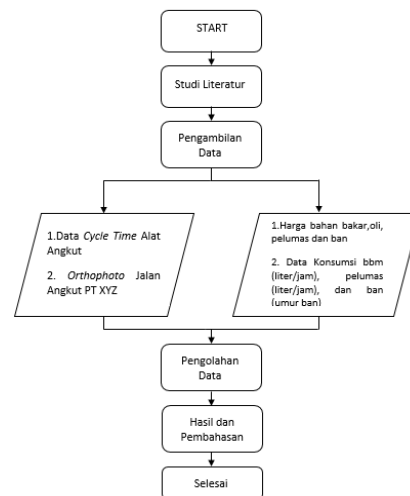 START
Studi Literatur
Pengambilan
Data
1.Data Cycle Time Alat
Angkut
2. Orthophoto Jalan
Angkut PT XYZ
1.Harga bahan bakar,oli,
pelumas dan ban
2. Data Konsumsi bbm
(liter/jam), pelumas
(liter/jam), dan ban
(umur ban)
Pengolahan
Data
Hasil dan
Pembahasan
Selesai